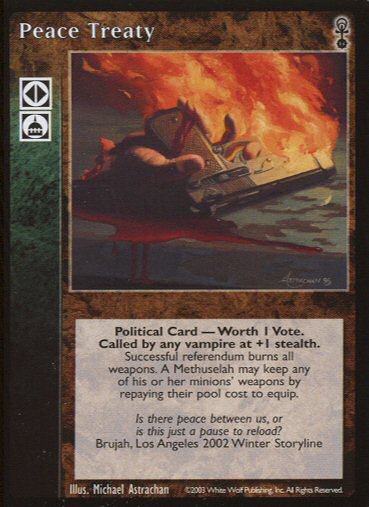 Peace Treaty
ASTRACHAN 95
Political Card — Worth 1 Vote.
Called by any vampire at +1 stealth.
Successful referendum burns all
weapons. A Methuselah may keep any
of his or her minions' weapons by
repaying their pool cost to equip.
Is there peace between us, or
is this just a pause to reload?
Brujah, Los Angeles 2002 Winter Storyline
Illus. Michael Astrachan ©2003 White Wolf Publishing, Inc. All Rights Reserved.